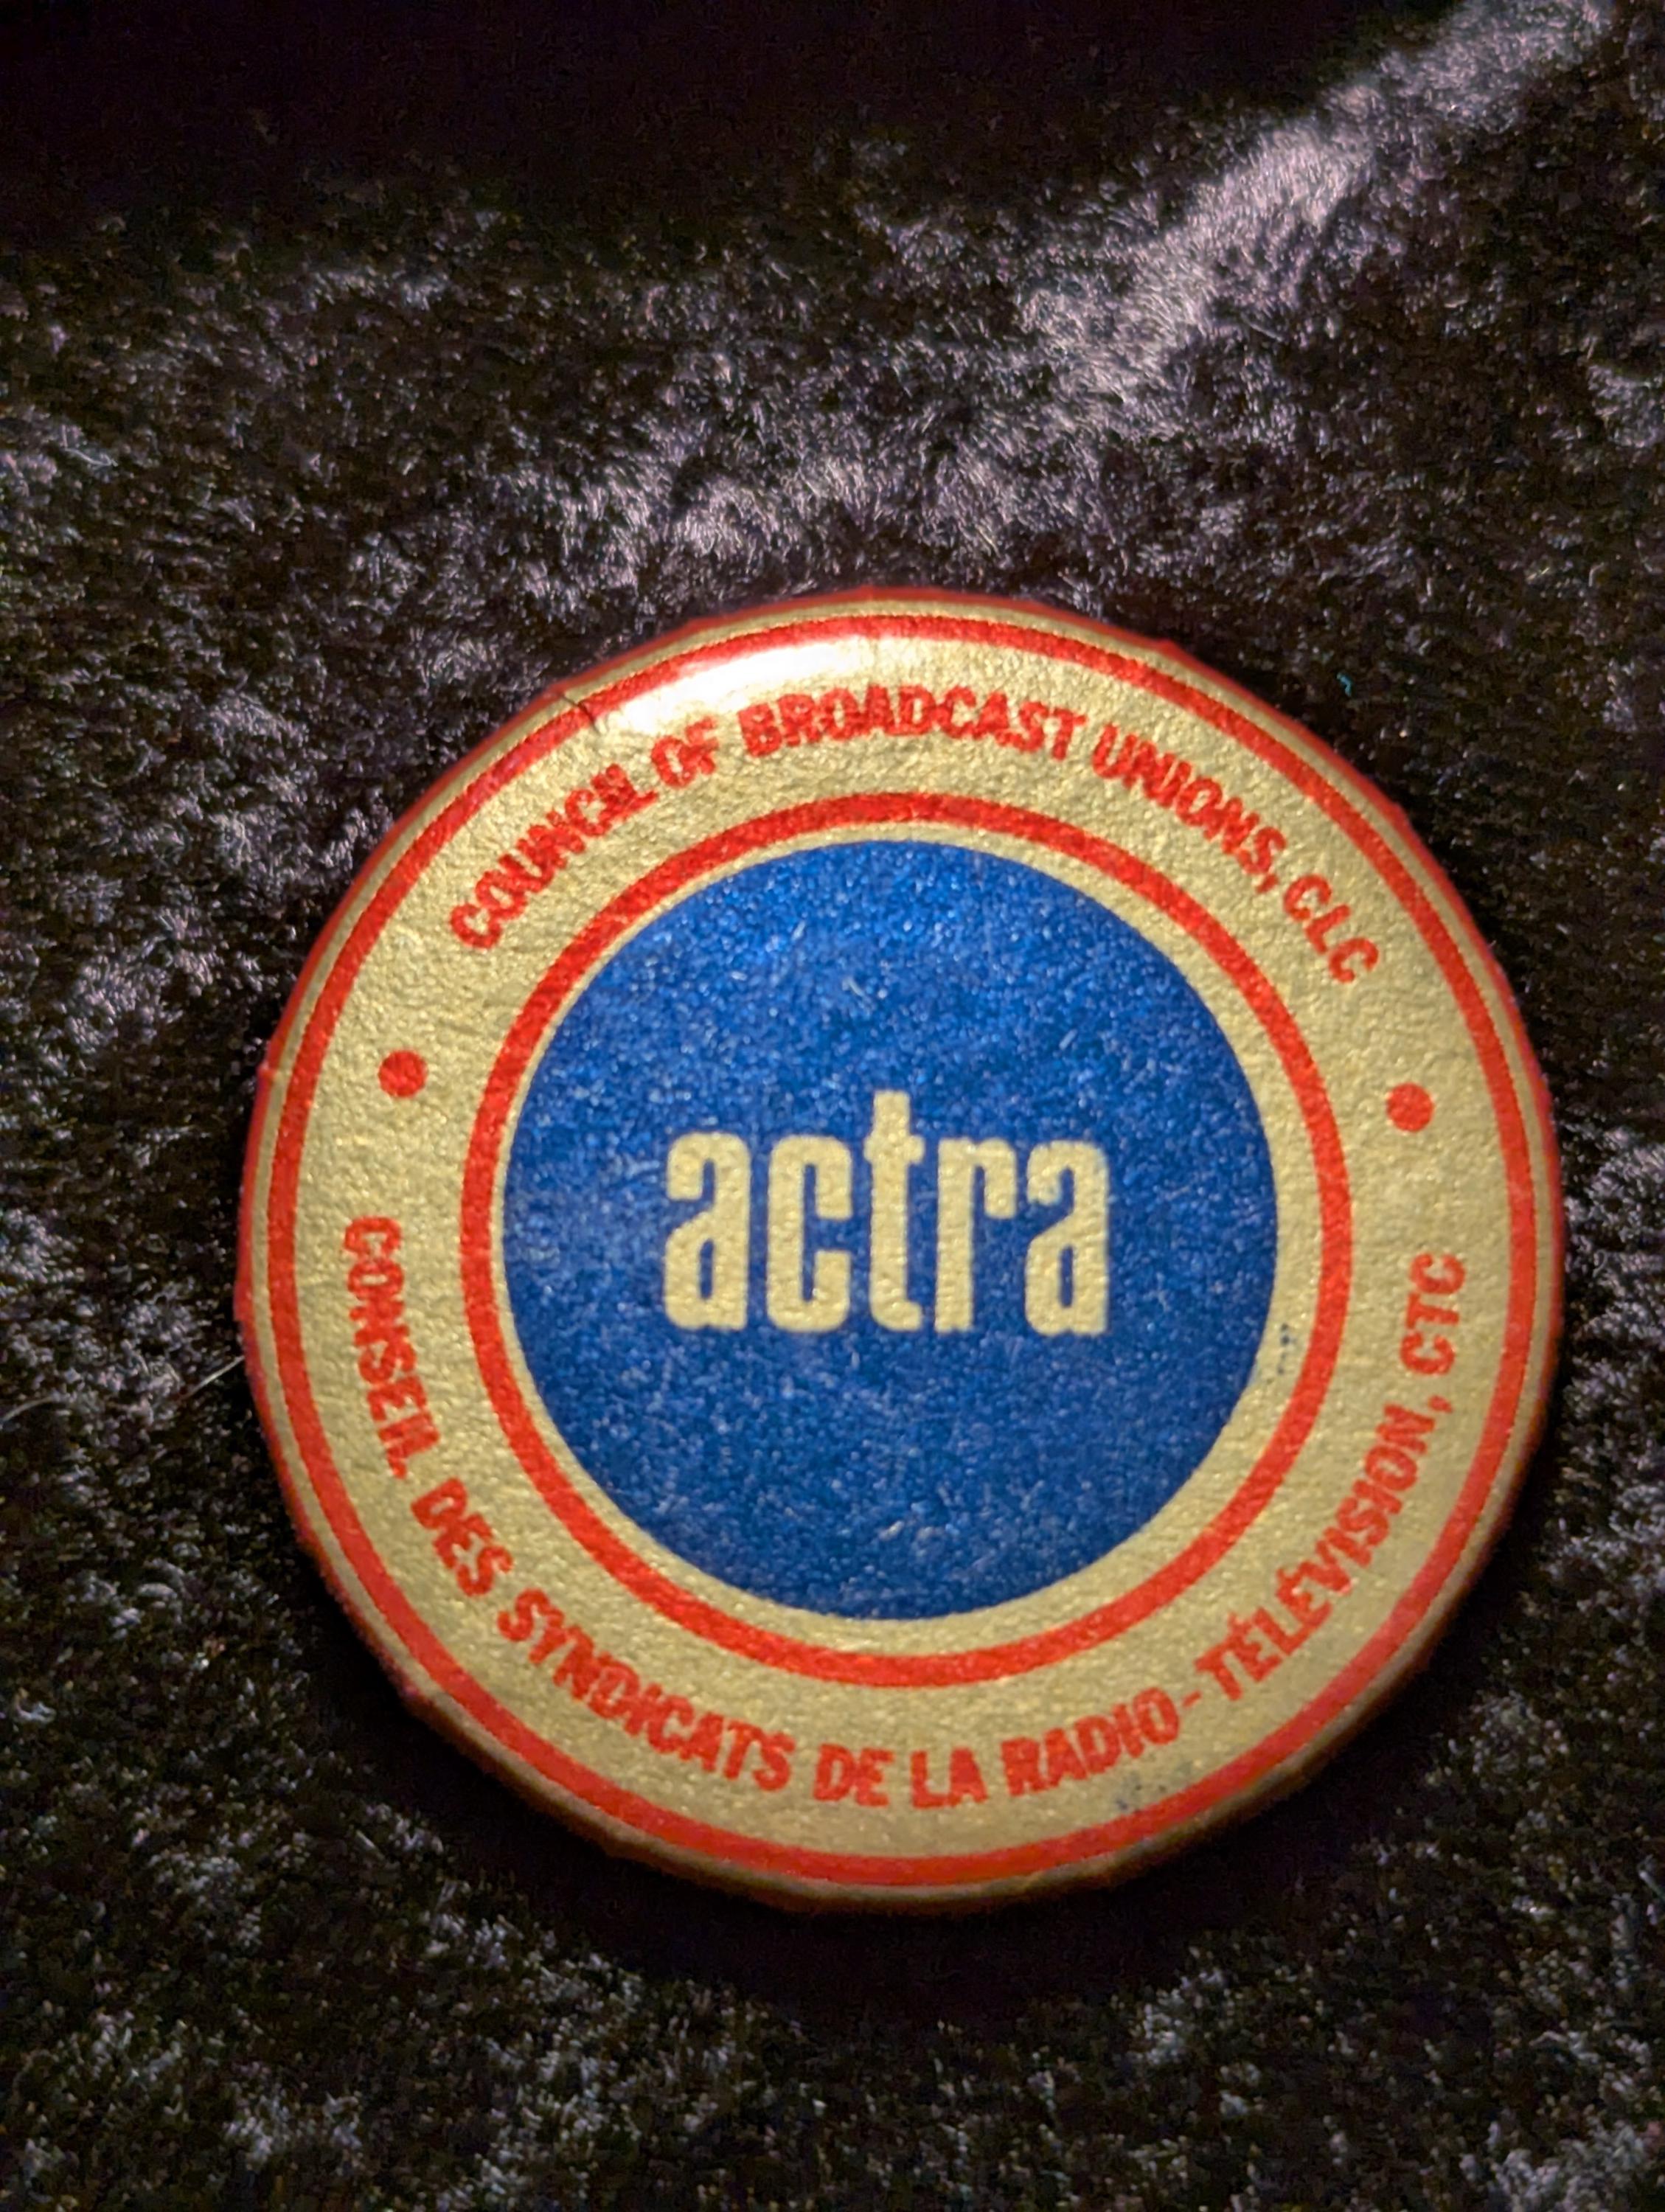 COUNCIL OF BROADCAST UNIONS, CLC
actra
CONSEIL DES SYNDICATS DE LA RADIO-TÉLÉVISION, CTC